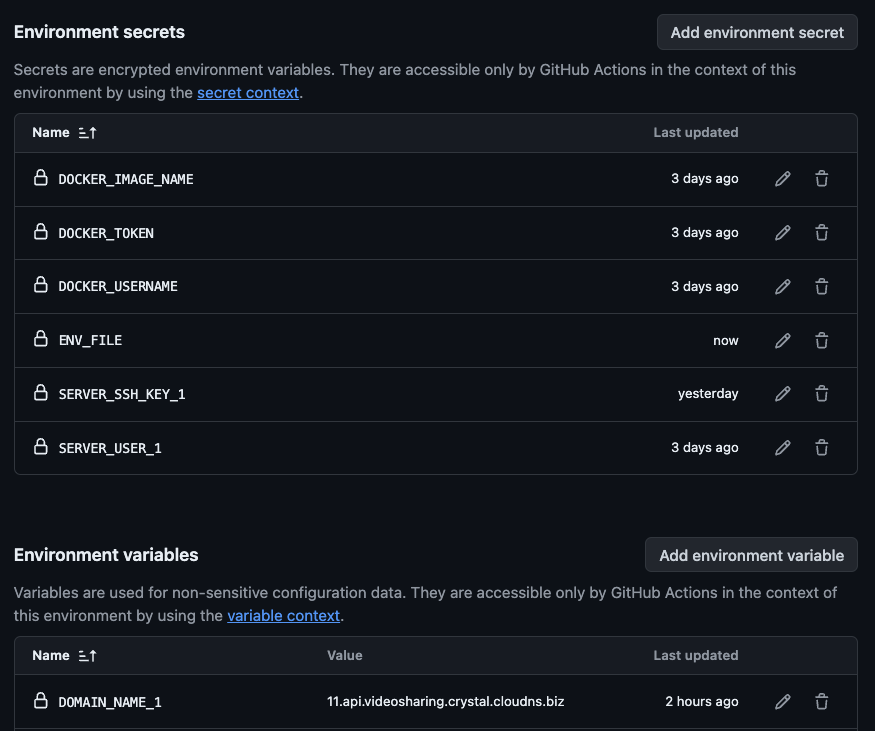 Environment secrets
Add environment secret
Secrets are encrypted environment variables. They are accessible only by GitHub Actions in the context of this
environment by using the secret context.
Name Last updated
DOCKER_IMAGE_NAME 3 days ago
DOCKER_TOKEN 3 days ago
DOCKER_USERNAME 3 days ago
ENV_FILE now
SERVER_SSH_KEY_1 yesterday
SERVER_USER_1 3 days ago
Environment variables
Add environment variable
Variables are used for non-sensitive configuration data. They are accessible only by GitHub Actions in the context of
this environment by using the variable context.
Name Value Last updated
DOMAIN_NAME_1 11.api.videosharing.crystal.cloudns.biz 2 hours ago